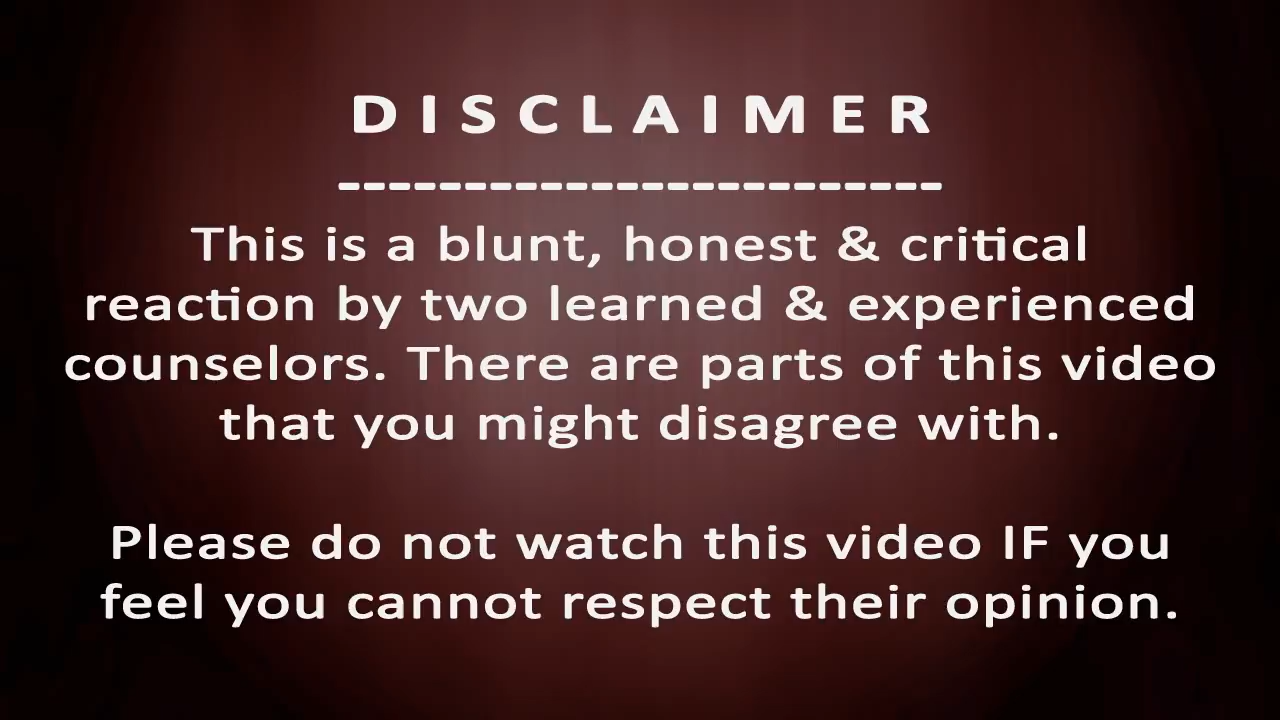 DISCLAIMER
------------------------
This is a blunt, honest & critical
reaction by two learned & experienced
counselors. There are parts of this video
that you might disagree with.
Please do not watch this video IF you
feel you cannot respect their opinion.